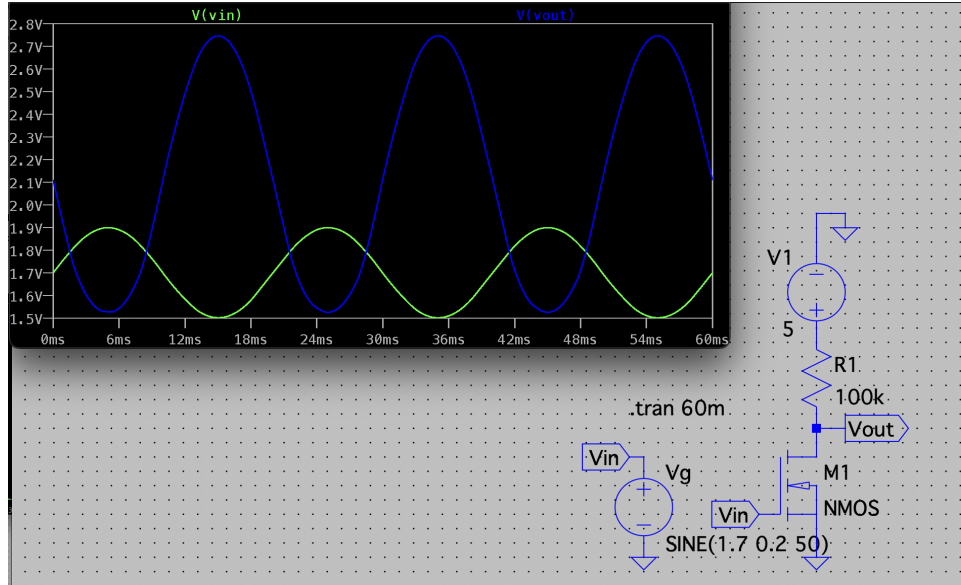 V(vin) V(vout)
2.8V
2.7V
2.6V
2.5V
2.4V
2.3V
2.2V
2.1V
2.0V
1.9V
1.8V
1.7V
1.6V
1.5V
0ms 6ms 12ms 18ms 24ms 30ms 36ms 42ms 48ms 54ms 60ms
V1
5
R1
100k
.tran 60m
Vout
Vin
Vg
M1
Vin
NMOS
SINE(1.7 0.2 50)